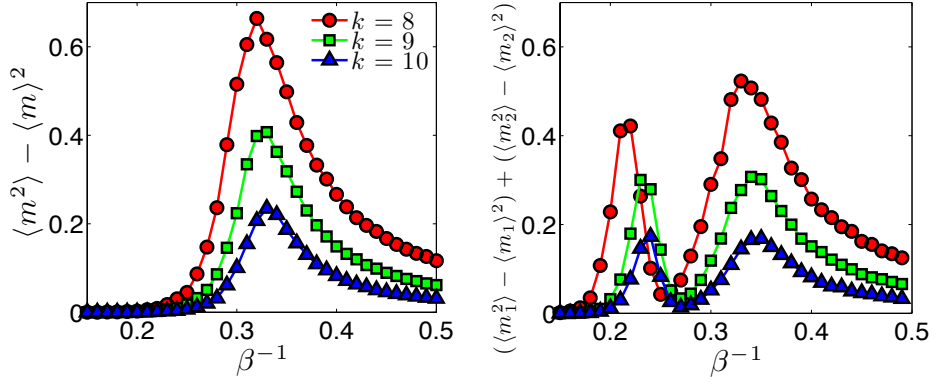 ⟨m²⟩ − ⟨m⟩²
0.6
0.4
0.2
0
0.2
0.3
0.4
0.5
β⁻¹
k = 8
k = 9
k = 10
(⟨m₁²⟩ − ⟨m₁⟩²) + (⟨m₂²⟩ − ⟨m₂⟩²)
0.6
0.4
0.2
0
0.2
0.3
0.4
0.5
β⁻¹